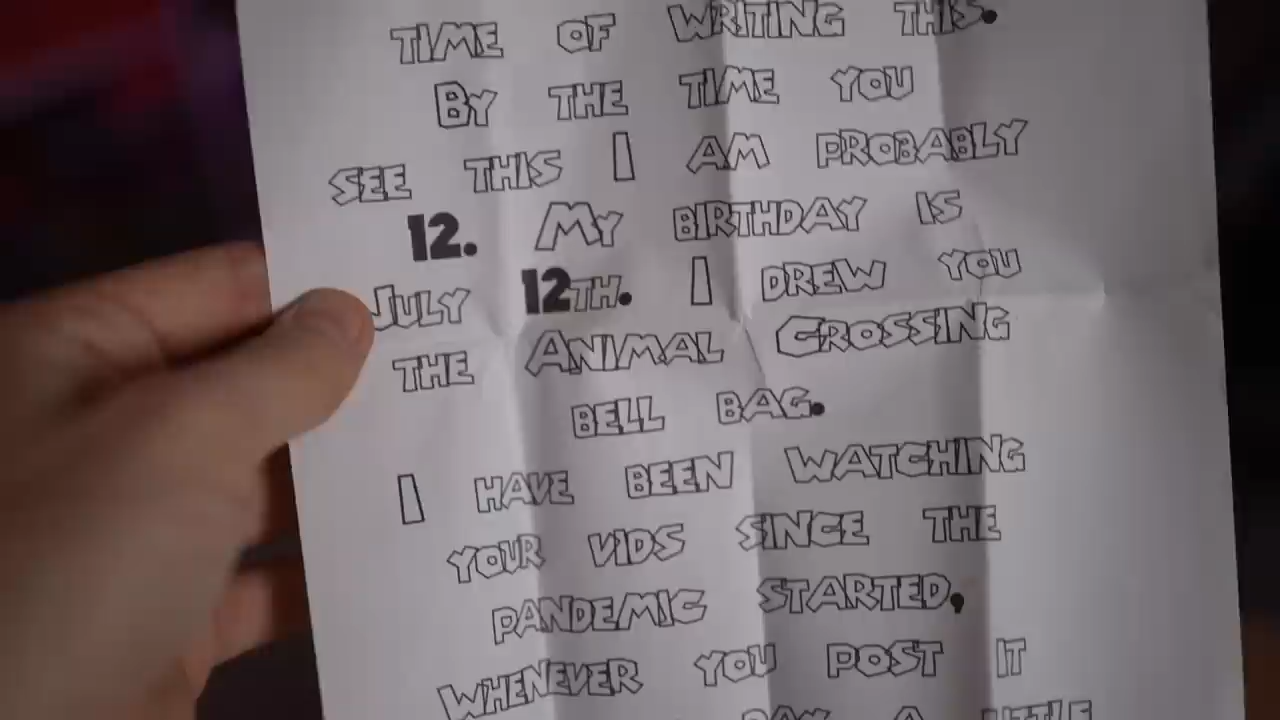 TIME OF WRITING THIS.
BY THE TIME YOU
SEE THIS I AM PROBABLY
12. MY BIRTHDAY IS
JULY 12TH. I DREW YOU
THE ANIMAL CROSSING
BELL BAG.
I HAVE BEEN WATCHING
YOUR VIDS SINCE THE
PANDEMIC STARTED,
WHENEVER YOU POST IT
DAY A LITTLE